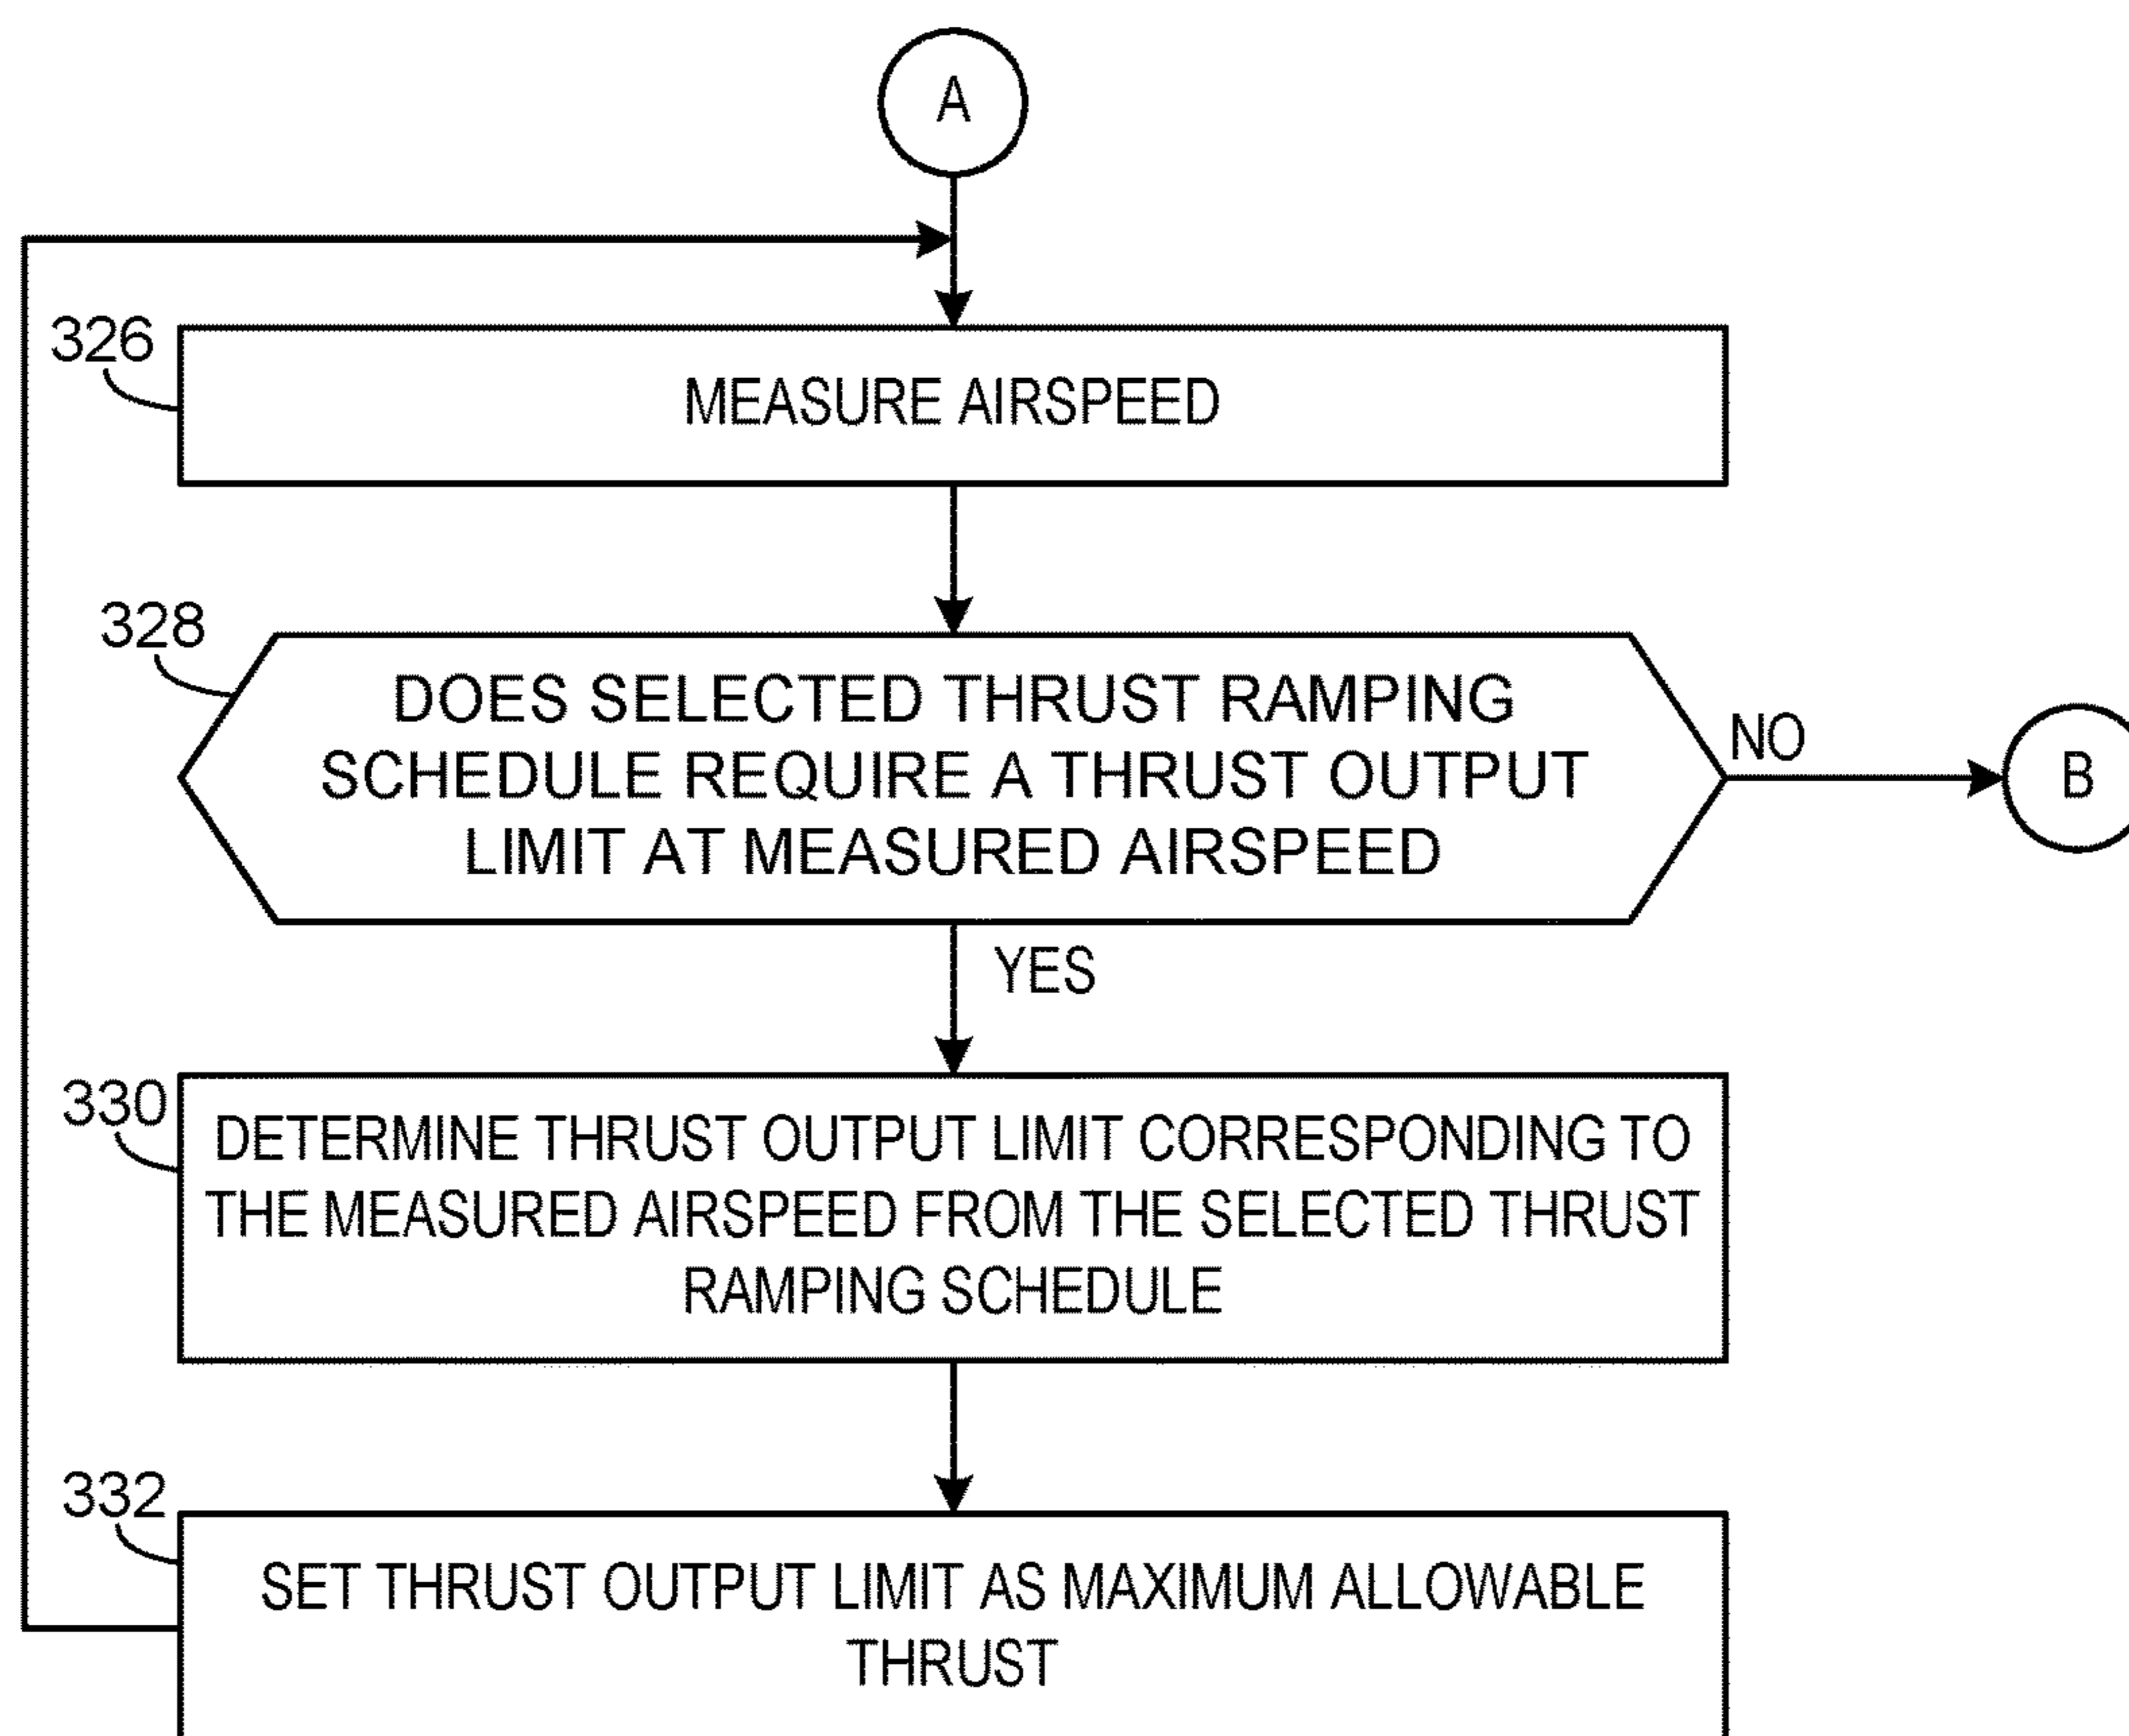 A
326
MEASURE AIRSPEED
328
DOES SELECTED THRUST RAMPING
SCHEDULE REQUIRE A THRUST OUTPUT
LIMIT AT MEASURED AIRSPEED
NO
B
YES
330
DETERMINE THRUST OUTPUT LIMIT CORRESPONDING TO
THE MEASURED AIRSPEED FROM THE SELECTED THRUST
RAMPING SCHEDULE
332
SET THRUST OUTPUT LIMIT AS MAXIMUM ALLOWABLE
THRUST